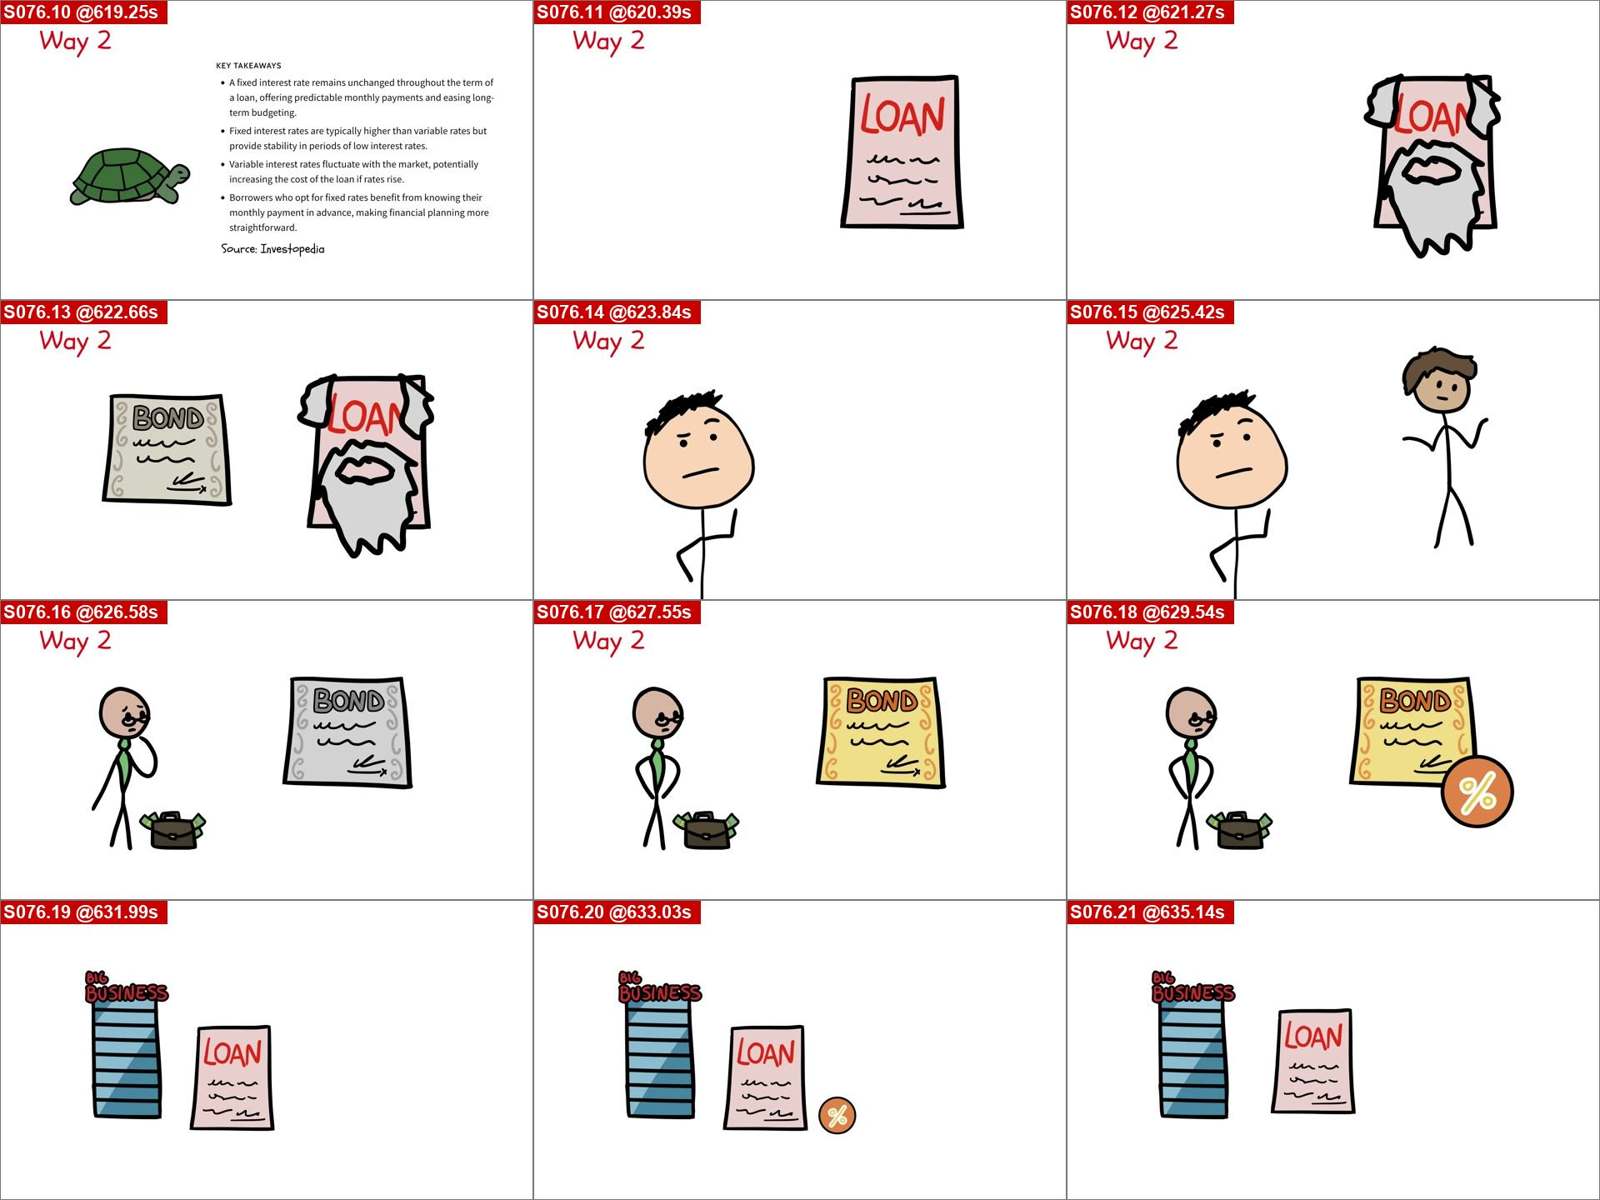 S076.10 @619.25s
Way 2
KEY TAKEAWAYS
• A fixed interest rate remains unchanged throughout the term of
a loan, offering predictable monthly payments and easing long-
term budgeting.
• Fixed interest rates are typically higher than variable rates but
provide stability in periods of low interest rates.
• Variable interest rates fluctuate with the market, potentially
increasing the cost of the loan if rates rise.
• Borrowers who opt for fixed rates benefit from knowing their
monthly payment in advance, making financial planning more
straightforward.
Source: Investopedia
S076.11 @620.39s
Way 2
LOAN
S076.12 @621.27s
Way 2
LOAN
S076.13 @622.66s
Way 2
BOND
LOAN
S076.14 @623.84s
Way 2
S076.15 @625.42s
Way 2
S076.16 @626.58s
Way 2
BOND
S076.17 @627.55s
Way 2
BOND
S076.18 @629.54s
Way 2
BOND
%
S076.19 @631.99s
BIG
BUSINESS
LOAN
S076.20 @633.03s
BIG
BUSINESS
LOAN
%
S076.21 @635.14s
BIG
BUSINESS
LOAN